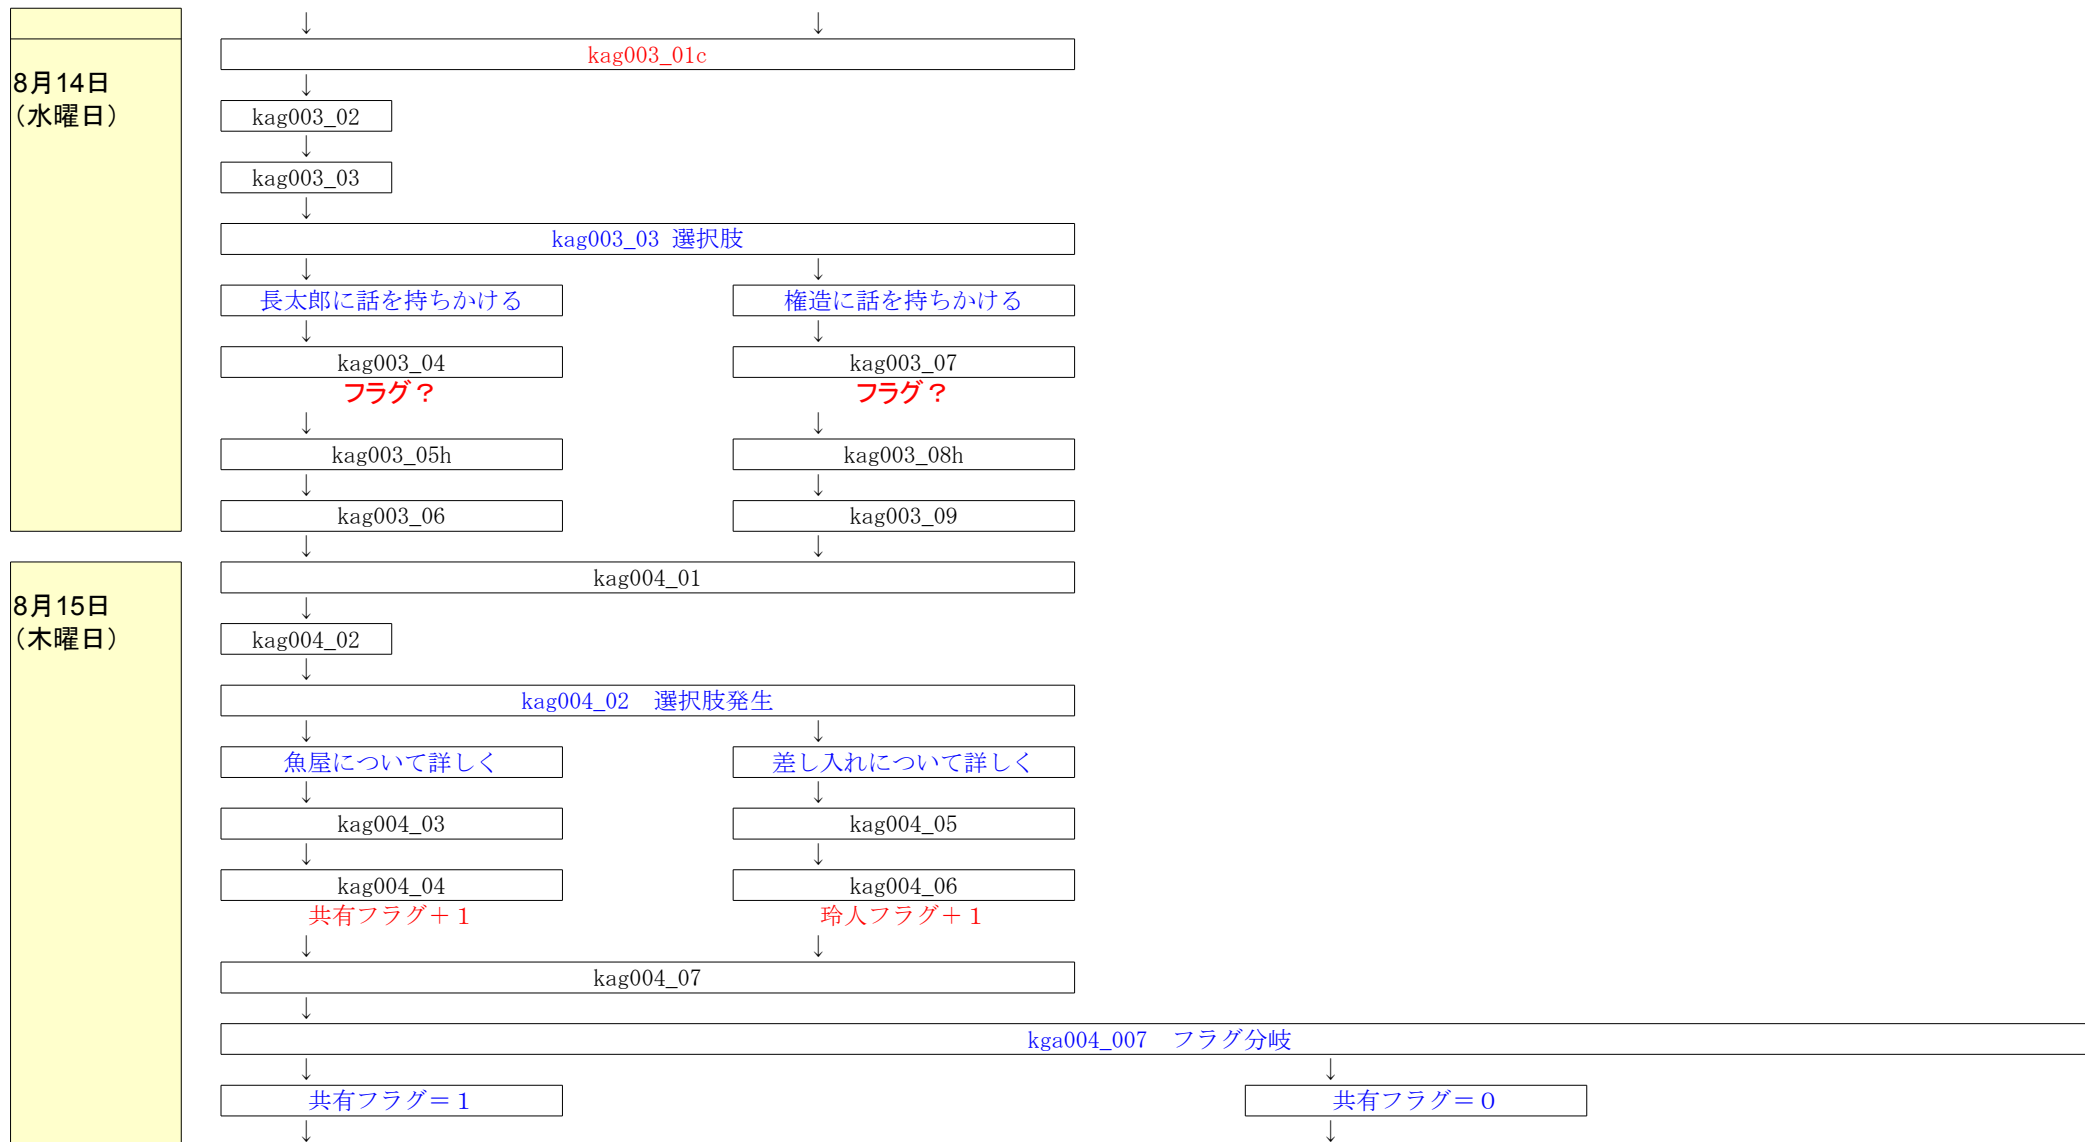 kag003_01c
8月14日
（水曜日）
kag003_02
kag003_03
kag003_03 選択肢
長太郎に話を持ちかける
権造に話を持ちかける
kag003_04
kag003_07
フラグ？
フラグ？
kag003_05h
kag003_08h
kag003_06
kag003_09
kag004_01
8月15日
（木曜日）
kag004_02
kag004_02　選択肢発生
魚屋について詳しく
差し入れについて詳しく
kag004_03
kag004_05
kag004_04
kag004_06
共有フラグ＋１
玲人フラグ＋１
kag004_07
kga004_007　フラグ分岐
共有フラグ＝１
共有フラグ＝０